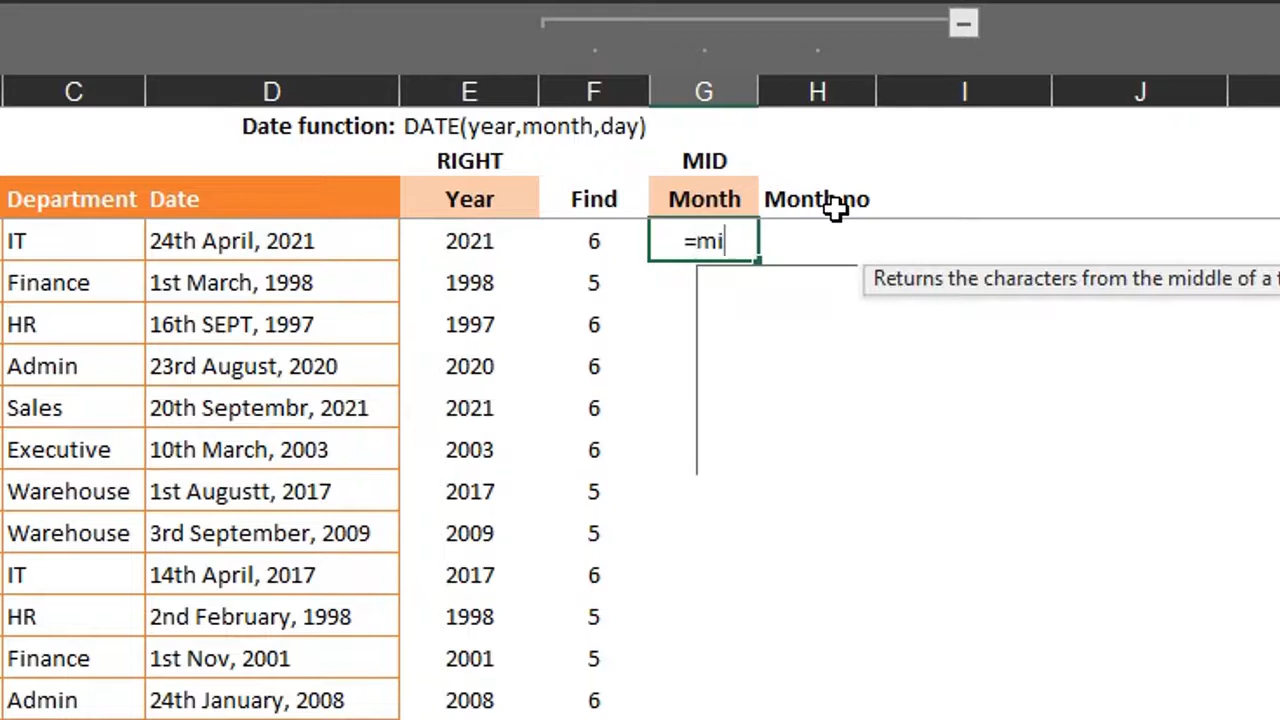 C D E F G H I J
Date function: DATE(year,month,day)
RIGHT MID
Department Date Year Find Month Month no
IT 24th April, 2021 2021 6 =mi
Finance 1st March, 1998 1998 5 Returns the characters from the middle of a
HR 16th SEPT, 1997 1997 6
Admin 23rd August, 2020 2020 6
Sales 20th Septembr, 2021 2021 6
Executive 10th March, 2003 2003 6
Warehouse 1st Augustt, 2017 2017 5
Warehouse 3rd September, 2009 2009 5
IT 14th April, 2017 2017 6
HR 2nd February, 1998 1998 5
Finance 1st Nov, 2001 2001 5
Admin 24th January, 2008 2008 6